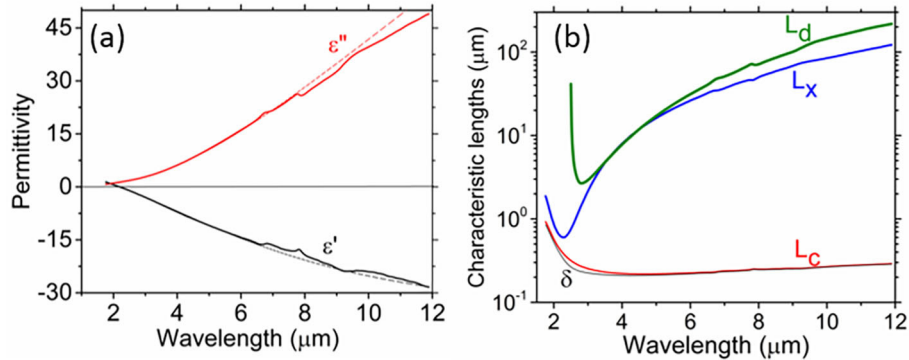 (a)
ε''
ε'
Permittivity
45
30
15
0
-15
-30
2 4 6 8 10 12
Wavelength (μm)
(b)
L_d
L_x
L_c
δ
Characteristic lengths (μm)
10²
10¹
10⁰
10⁻¹
2 4 6 8 10 12
Wavelength (μm)